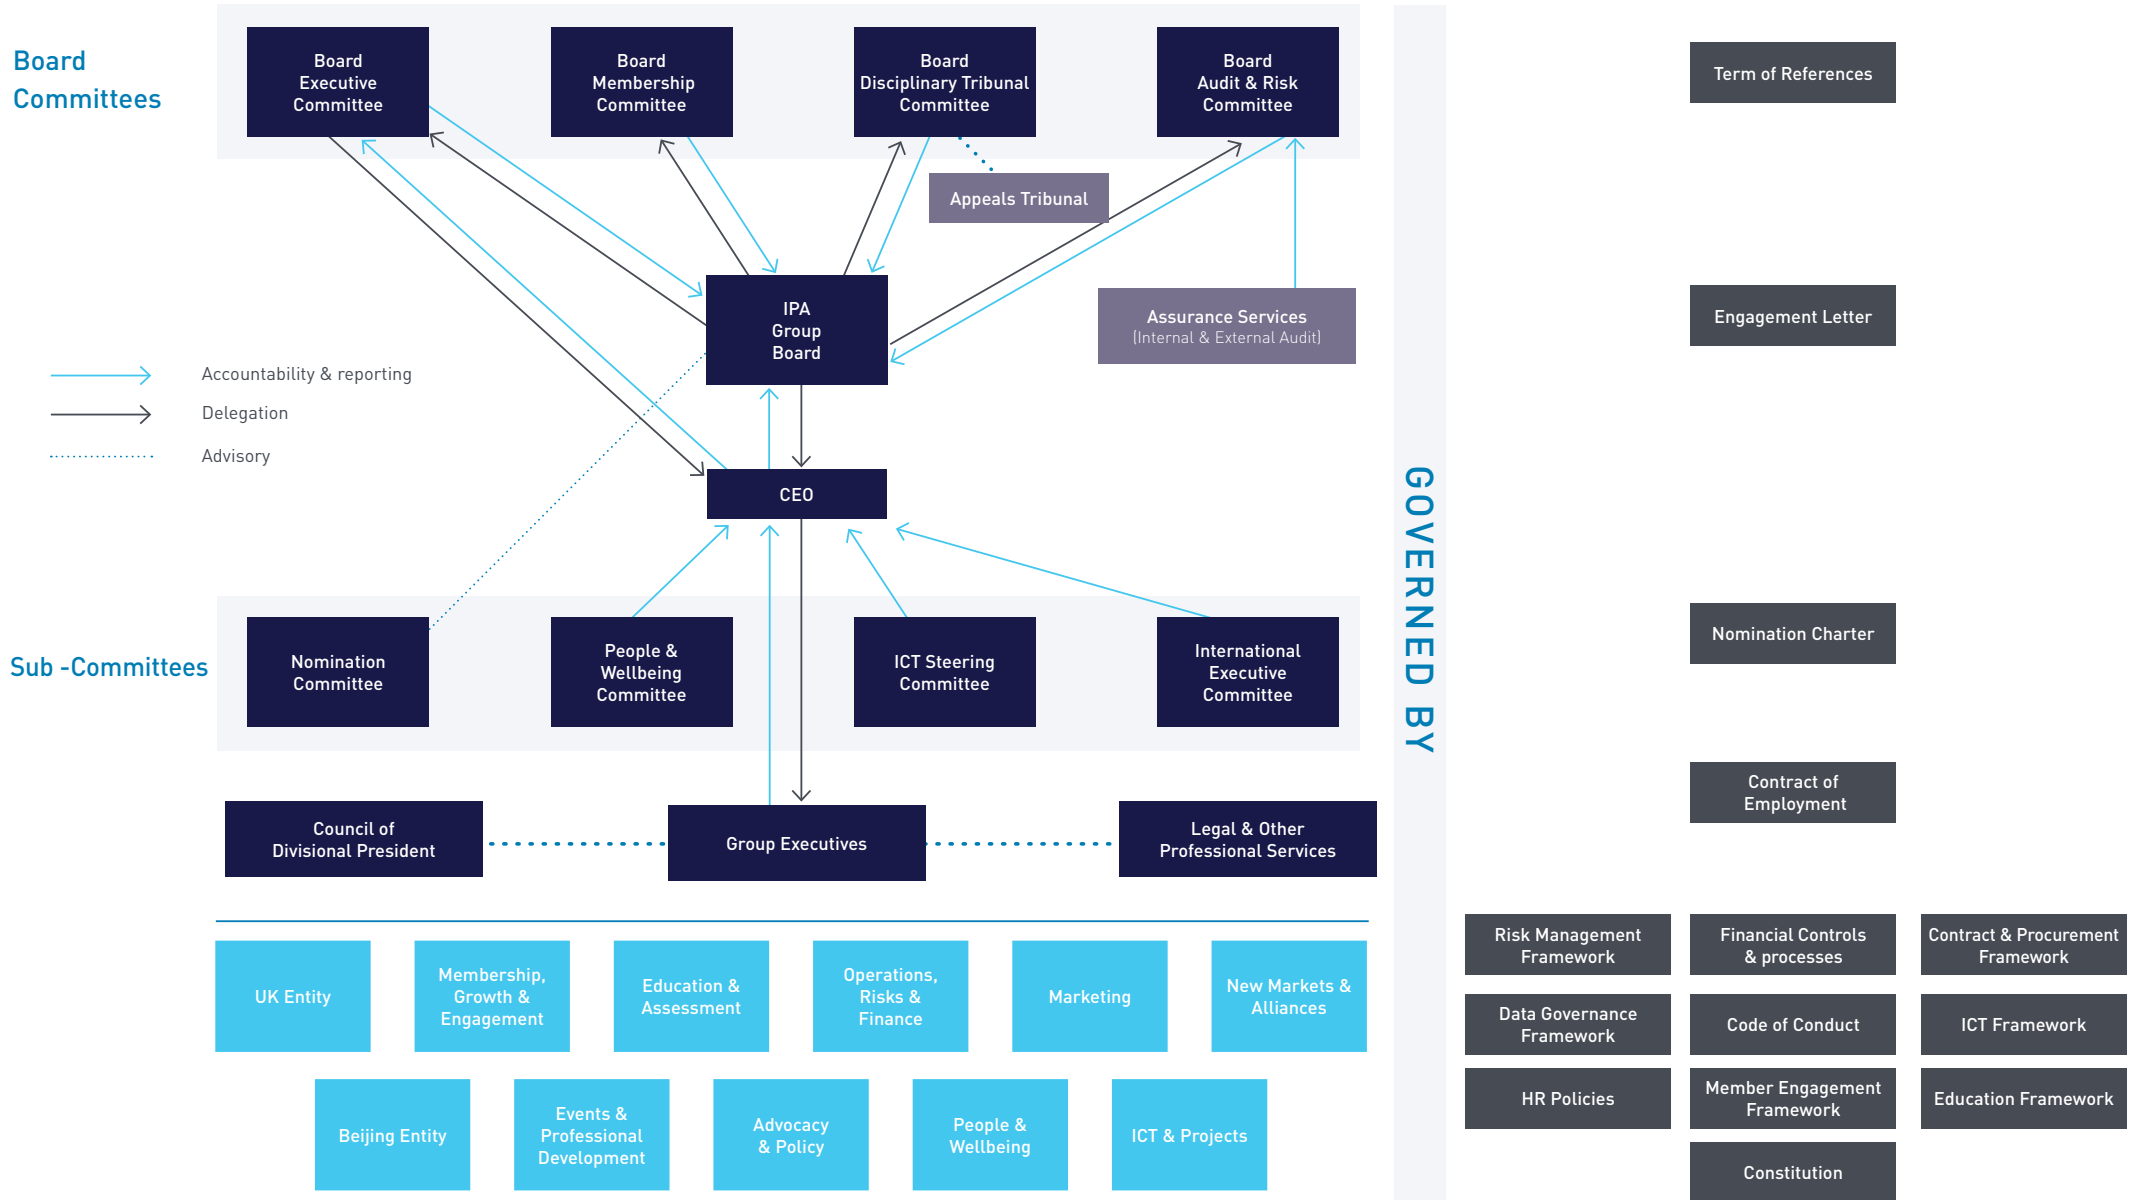 Board
Committees
Board
Executive
Committee
Board
Membership
Committee
Board
Disciplinary Tribunal
Committee
Board
Audit & Risk
Committee
Term of References
Appeals Tribunal
IPA
Group
Board
Assurance Services
(Internal & External Audit)
Engagement Letter
Accountability & reporting
Delegation
Advisory
CEO
GOVERNED BY
Sub -Committees
Nomination
Committee
People &
Wellbeing
Committee
ICT Steering
Committee
International
Executive
Committee
Nomination Charter
Contract of
Employment
Council of
Divisional President
Group Executives
Legal & Other
Professional Services
UK Entity
Membership,
Growth &
Engagement
Education &
Assessment
Operations,
Risks &
Finance
Marketing
New Markets &
Alliances
Beijing Entity
Events &
Professional
Development
Advocacy
& Policy
People &
Wellbeing
ICT & Projects
Risk Management
Framework
Financial Controls
& processes
Contract & Procurement
Framework
Data Governance
Framework
Code of Conduct
ICT Framework
HR Policies
Member Engagement
Framework
Education Framework
Constitution